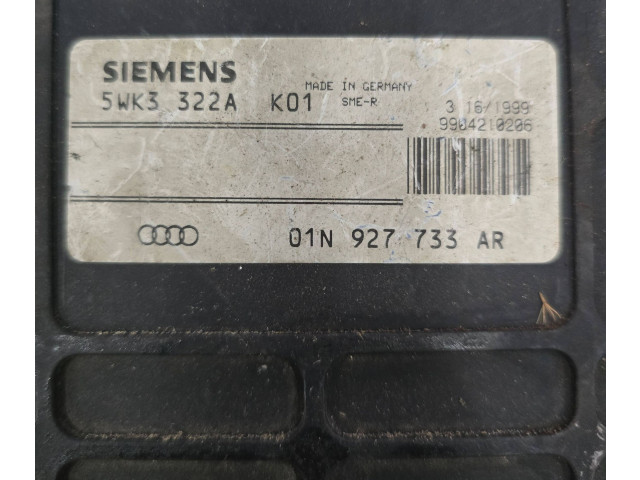 SIEMENS
MADE IN GERMANY
5WK3 322A K01 SME-R
3 16/1999
9904210206
01N 927 733 AR